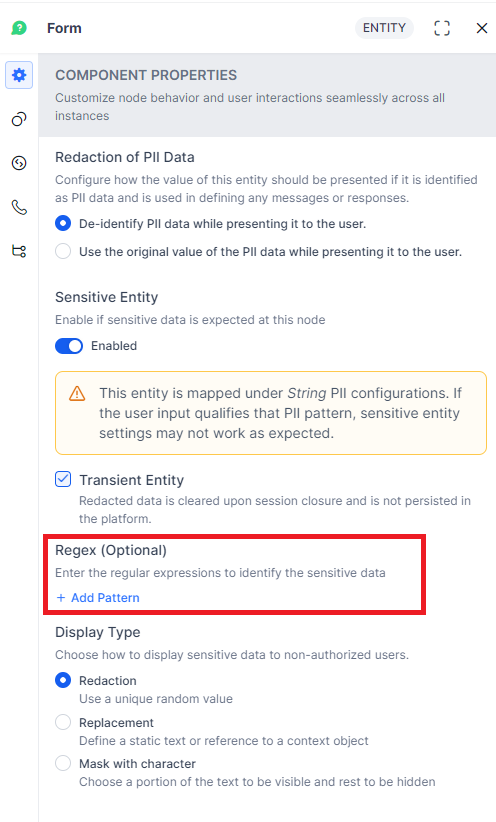 Form
ENTITY
COMPONENT PROPERTIES
Customize node behavior and user interactions seamlessly across all
instances
Redaction of PII Data
Configure how the value of this entity should be presented if it is identified
as PII data and is used in defining any messages or responses.
De-identify PII data while presenting it to the user.
Use the original value of the PII data while presenting it to the user.
Sensitive Entity
Enable if sensitive data is expected at this node
Enabled
This entity is mapped under String PII configurations. If
the user input qualifies that PII pattern, sensitive entity
settings may not work as expected.
Transient Entity
Redacted data is cleared upon session closure and is not persisted in
the platform.
Regex (Optional)
Enter the regular expressions to identify the sensitive data
+ Add Pattern
Display Type
Choose how to display sensitive data to non-authorized users.
Redaction
Use a unique random value
Replacement
Define a static text or reference to a context object
Mask with character
Choose a portion of the text to be visible and rest to be hidden